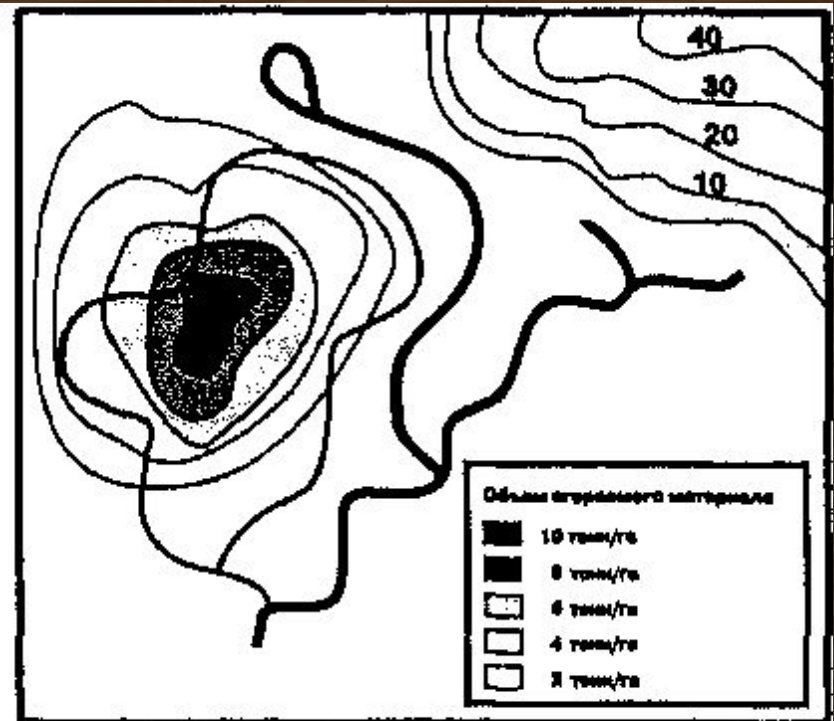 40
30
20
10
Объем сгораемого материала
10 тонн/га
8 тонн/га
6 тонн/га
4 тонн/га
2 тонн/га